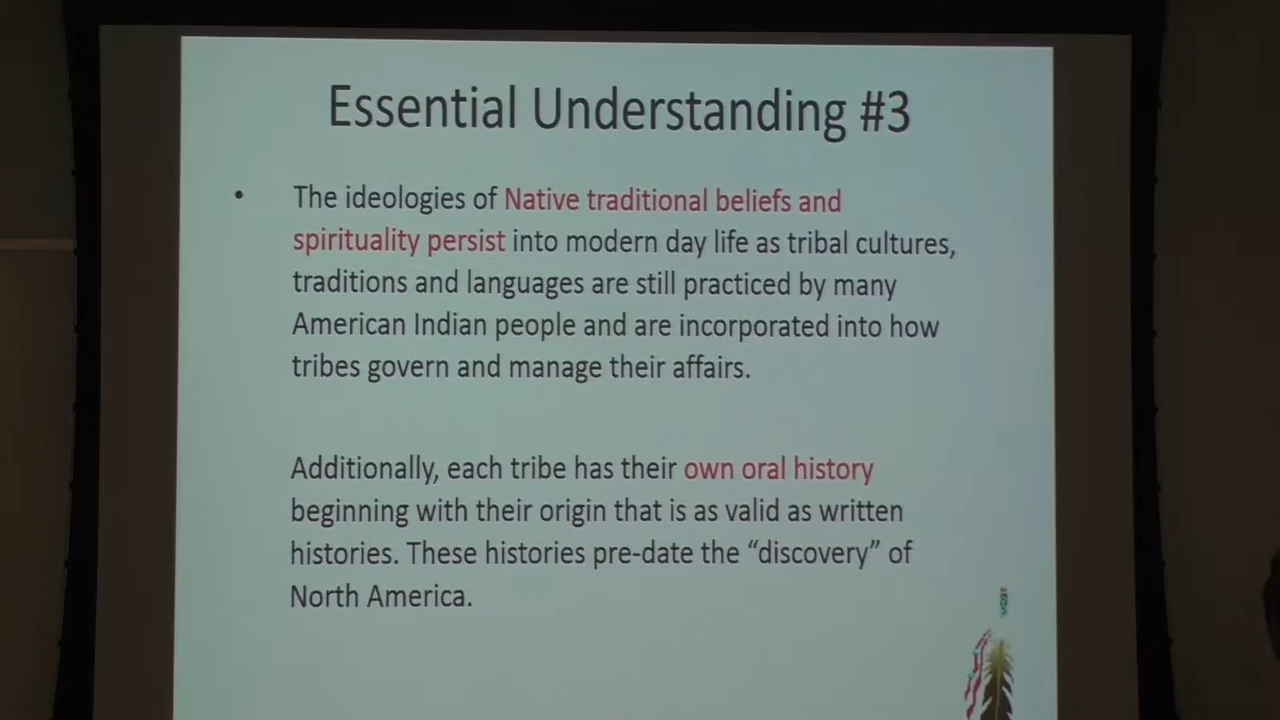 Essential Understanding #3
• The ideologies of Native traditional beliefs and
spirituality persist into modern day life as tribal cultures,
traditions and languages are still practiced by many
American Indian people and are incorporated into how
tribes govern and manage their affairs.
Additionally, each tribe has their own oral history
beginning with their origin that is as valid as written
histories. These histories pre-date the “discovery” of
North America.